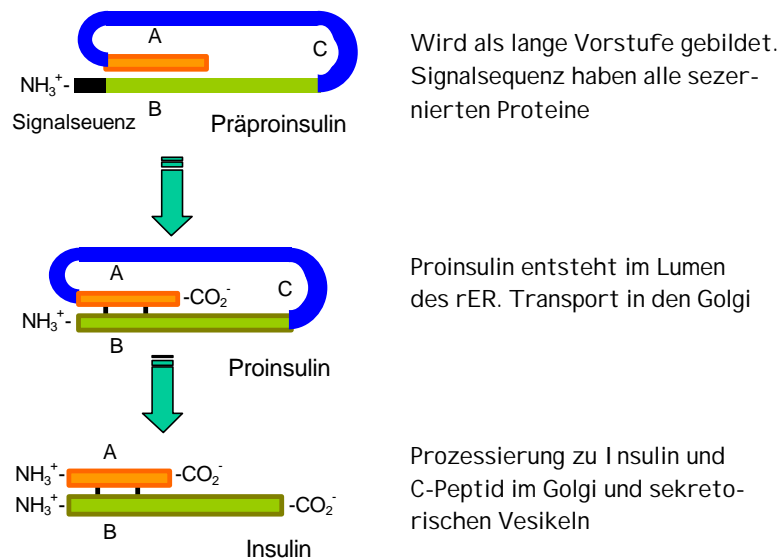 A
C
NH₃⁺-
Signalseuenz
B
Präproinsulin
Wird als lange Vorstufe gebildet.
Signalsequenz haben alle sezer-
nierten Proteine
A
-CO₂⁻
C
NH₃⁺-
B
Proinsulin
Proinsulin entsteht im Lumen
des rER. Transport in den Golgi
A
NH₃⁺-
-CO₂⁻
NH₃⁺-
-CO₂⁻
B
Insulin
Prozessierung zu Insulin und
C-Peptid im Golgi und sekreto-
rischen Vesikeln